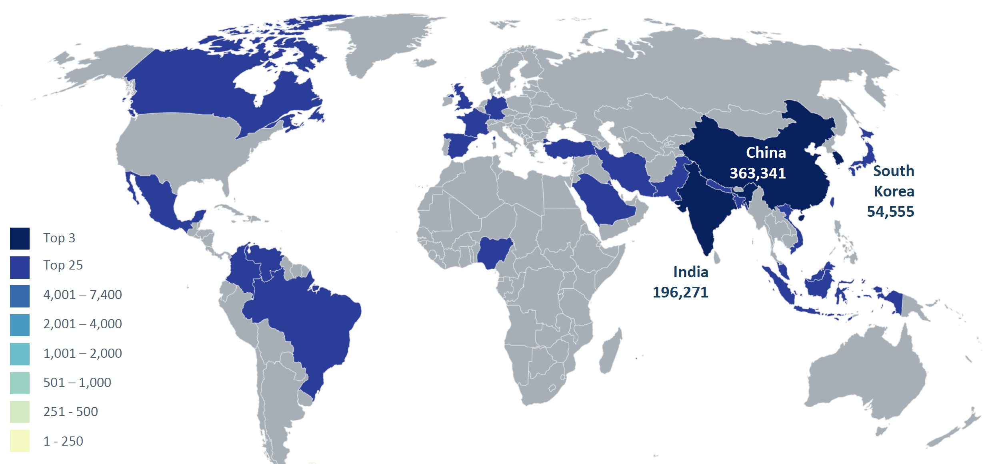 China
363,341
South
Korea
54,555
India
196,271
Top 3
Top 25
4,001 – 7,400
2,001 – 4,000
1,001 – 2,000
501 – 1,000
251 - 500
1 - 250